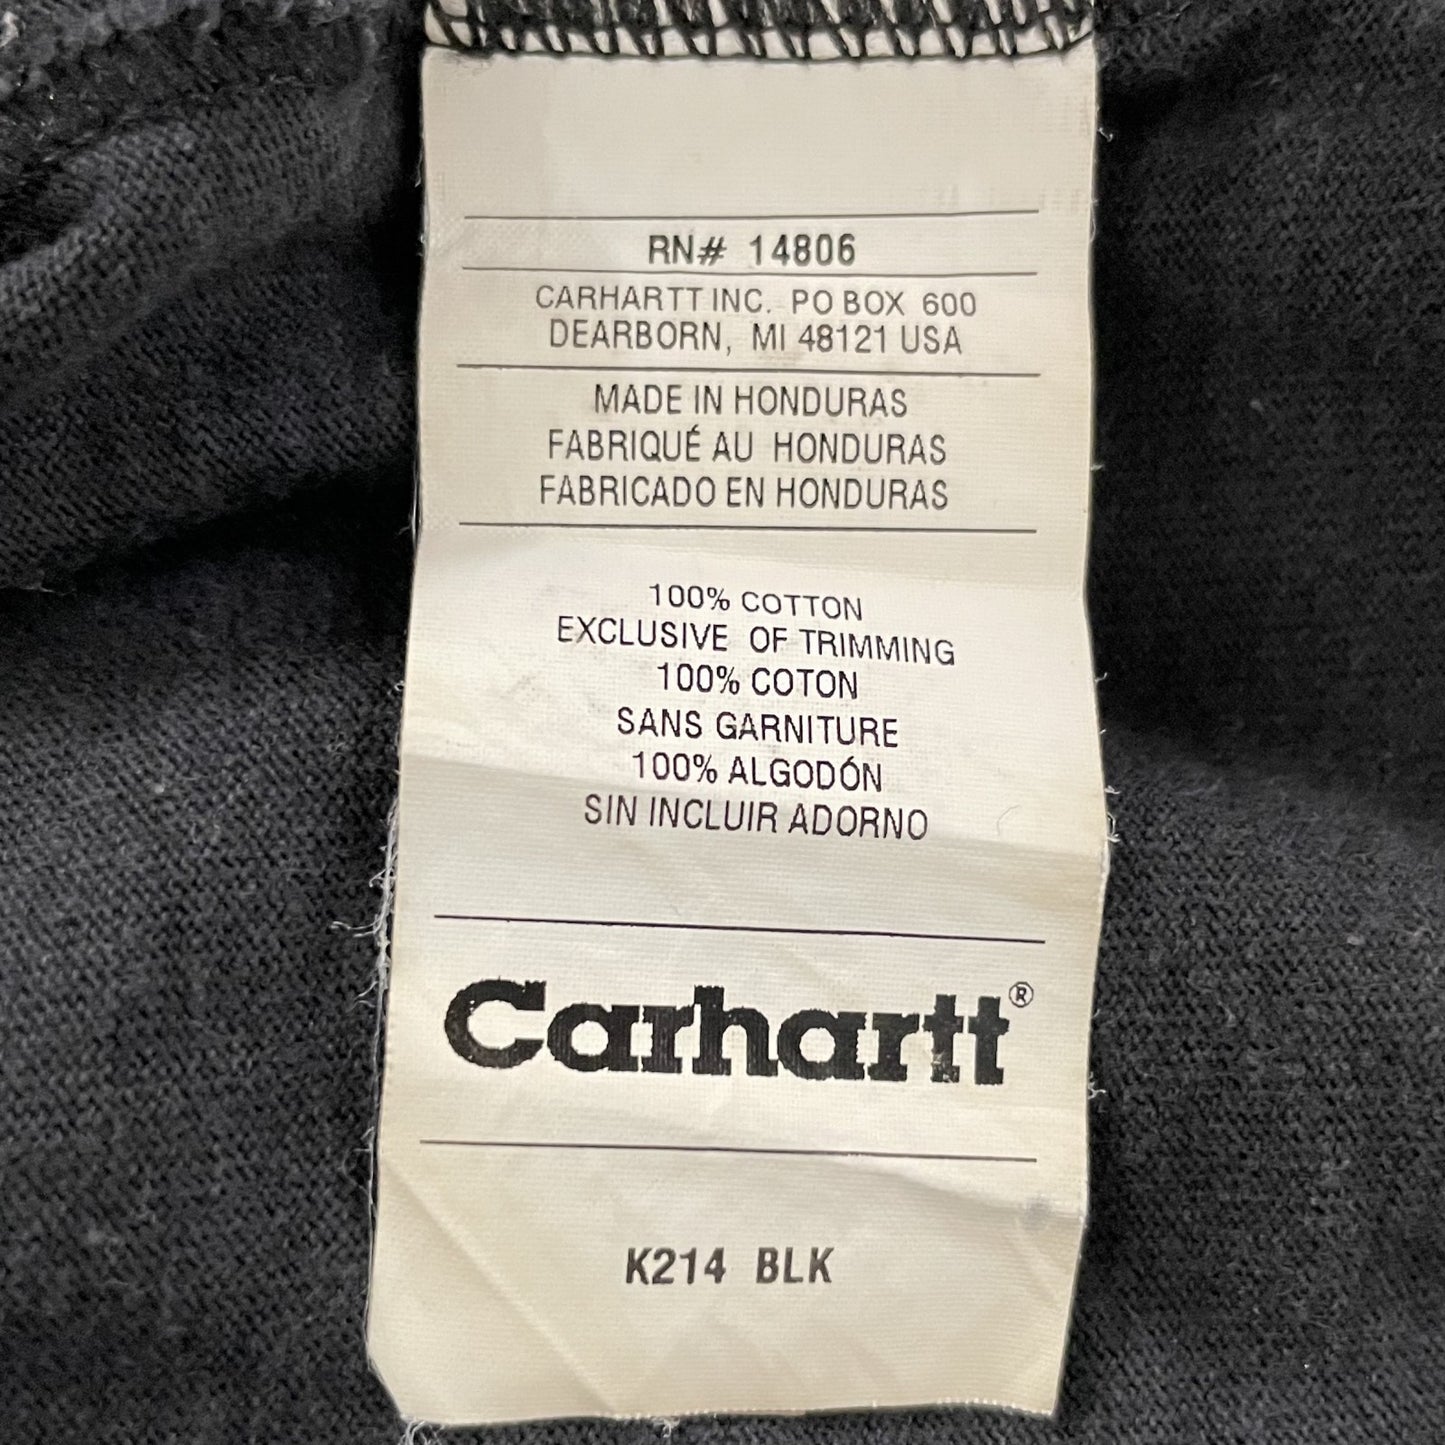 RN# 14806
CARHARTT INC. PO BOX 600
DEARBORN, MI 48121 USA
MADE IN HONDURAS
FABRIQUÉ AU HONDURAS
FABRICADO EN HONDURAS
100% COTTON
EXCLUSIVE OF TRIMMING
100% COTON
SANS GARNITURE
100% ALGODÓN
SIN INCLUIR ADORNO
Carhartt®
K214 BLK